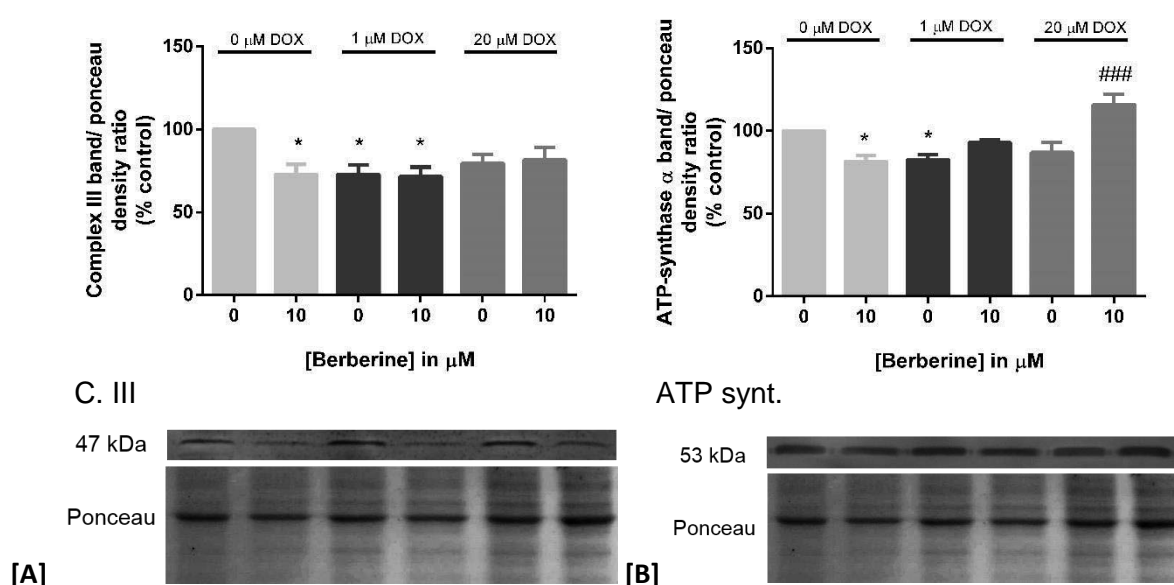 Complex III band/ ponceau
density ratio
(% control)
150
100
50
0
0 μM DOX
1 μM DOX
20 μM DOX
*
*
*
0
10
0
10
0
10
[Berberine] in μM
ATP-synthase α band/ ponceau
density ratio
(% control)
150
100
50
0
0 μM DOX
1 μM DOX
20 μM DOX
*
*
###
0
10
0
10
0
10
[Berberine] in μM
C. III
47 kDa
Ponceau
[A]
ATP synt.
53 kDa
Ponceau
[B]